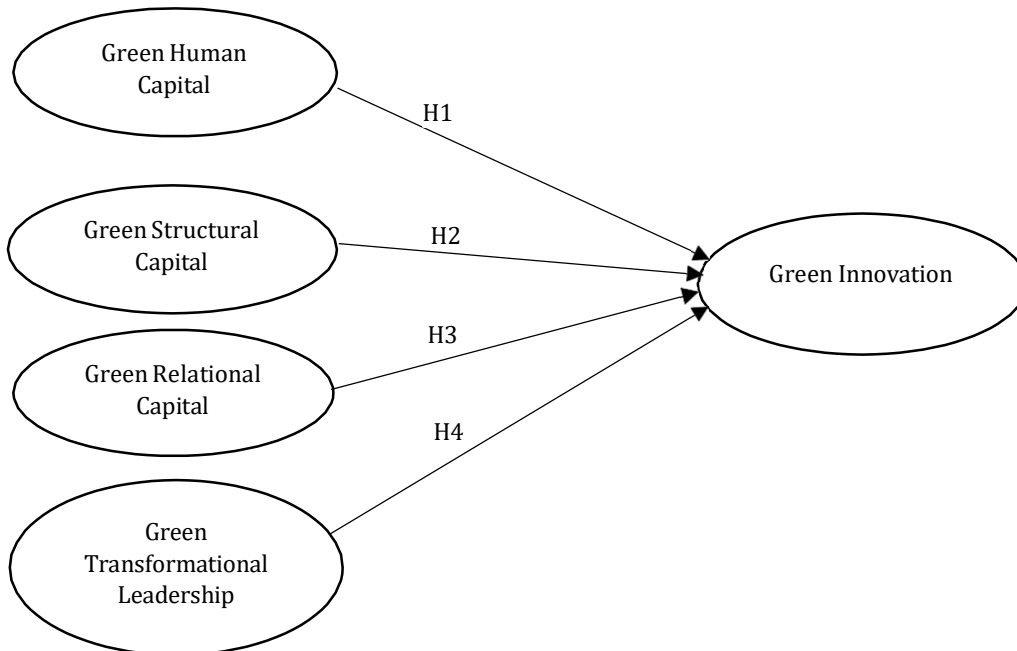 Green Human
Capital
H1
Green Structural
Capital
H2
Green Innovation
Green Relational
Capital
H3
H4
Green
Transformational
Leadership